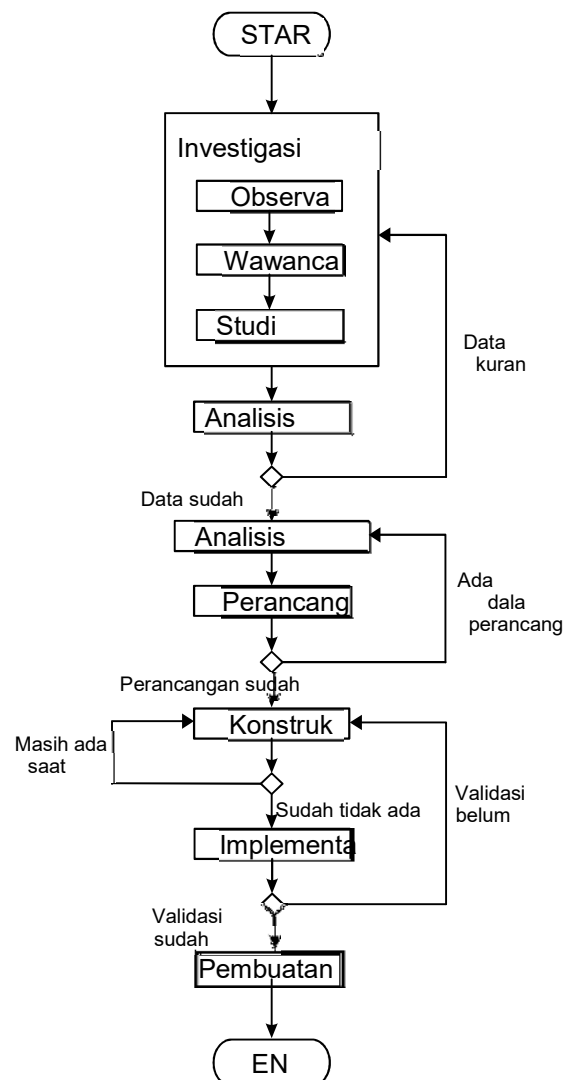 STAR
Investigasi
Observa
Wawanca
Studi
Data
kuran
Analisis
Data sudah
Analisis
Ada
dala
perancang
Perancang
Perancangan sudah
Konstruk
Masih ada
saat
Sudah tidak ada
Validasi
belum
Implementa
Validasi
sudah
Pembuatan
EN